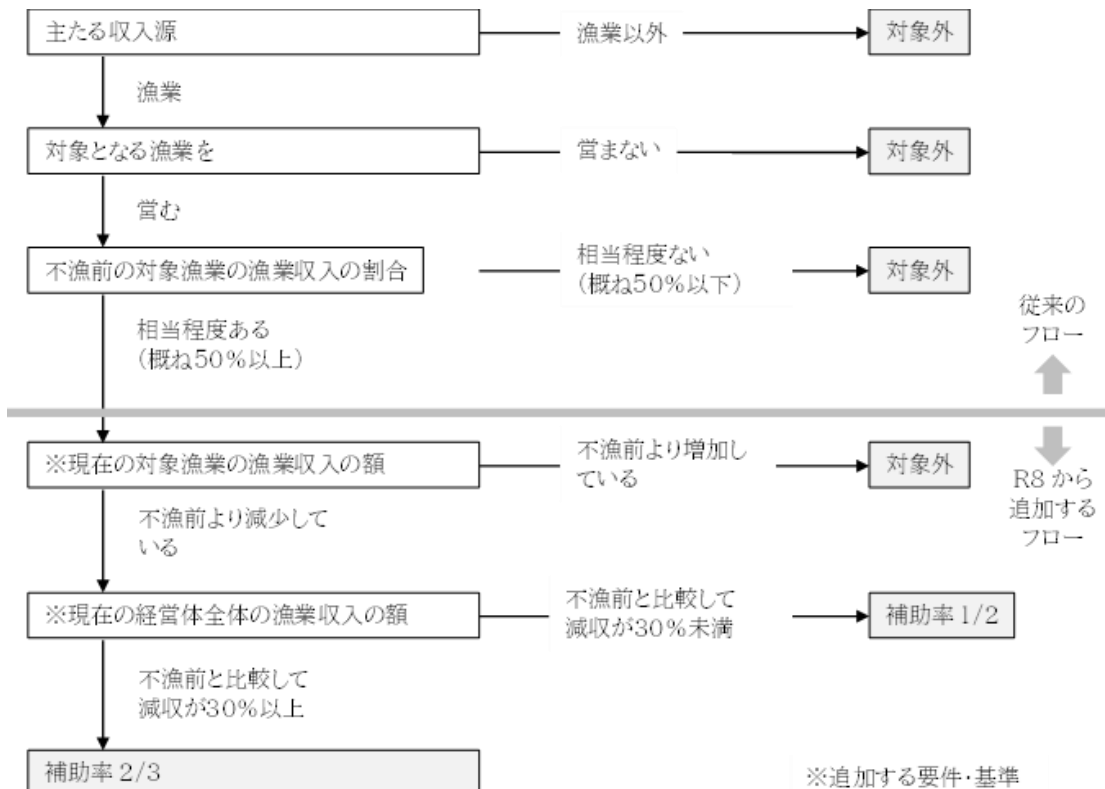 主たる収入源
漁業以外
対象外
漁業
対象となる漁業を
営まない
対象外
営む
不漁前の対象漁業の漁業収入の割合
相当程度ない
(概ね50%以下)
対象外
相当程度ある
(概ね50%以上)
従来の
フロー
※現在の対象漁業の漁業収入の額
不漁前より増加し
ている
対象外
R8 から
追加する
フロー
不漁前より減少して
いる
※現在の経営体全体の漁業収入の額
不漁前と比較して
減収が30%未満
補助率 1/2
不漁前と比較して
減収が30%以上
補助率 2/3
※追加する要件・基準